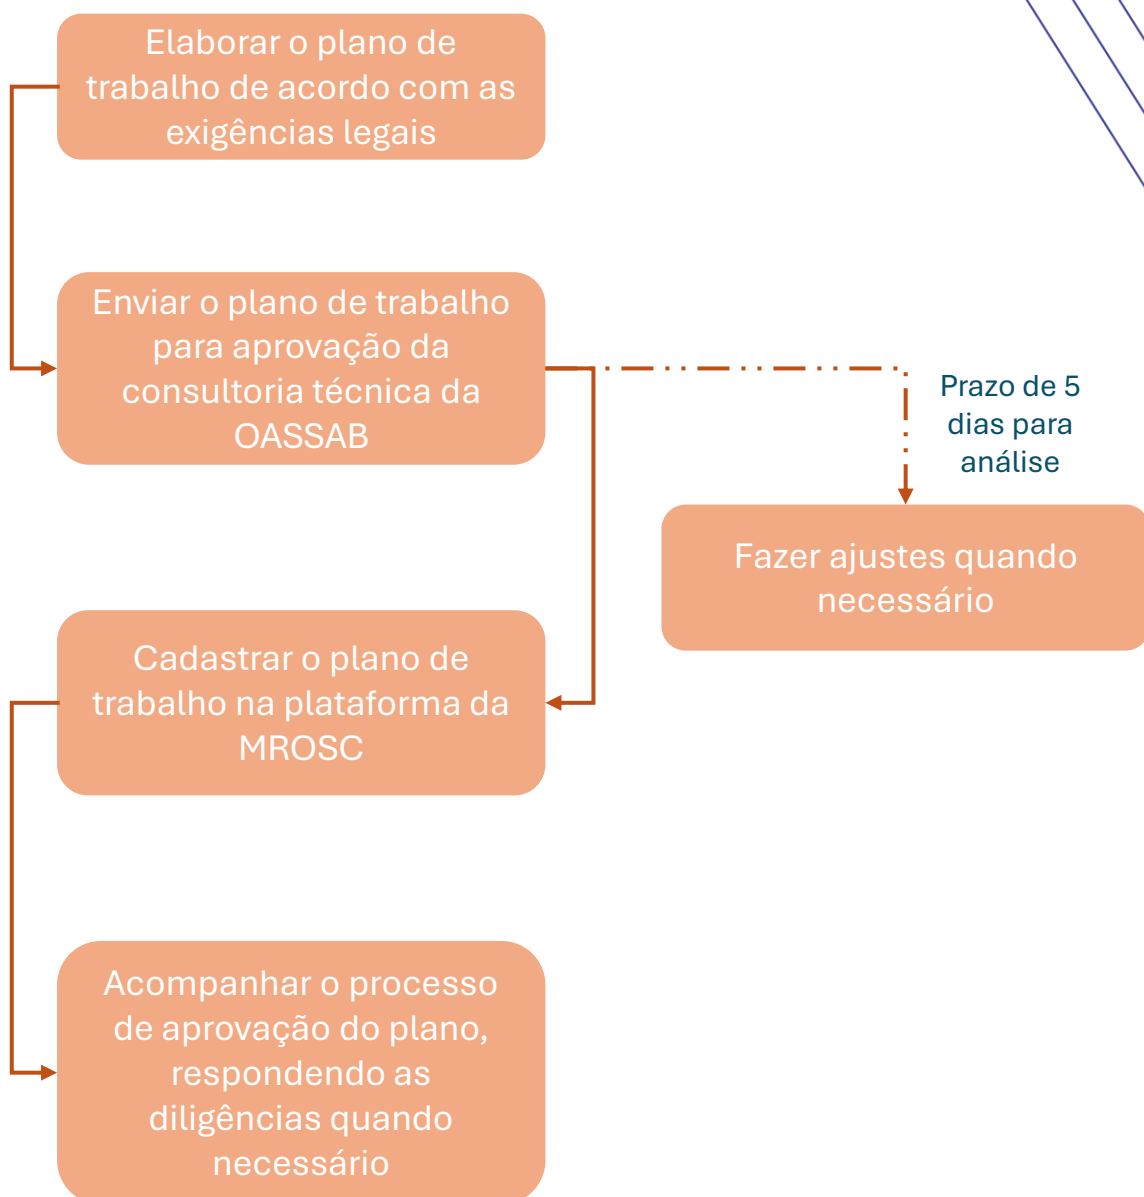 Elaborar o plano de
trabalho de acordo com as
exigências legais
Enviar o plano de trabalho
para aprovação da
consultoria técnica da
OASSAB
Prazo de 5
dias para
análise
Fazer ajustes quando
necessário
Cadastrar o plano de
trabalho na plataforma da
MROSC
Acompanhar o processo
de aprovação do plano,
respondendo as
diligências quando
necessário